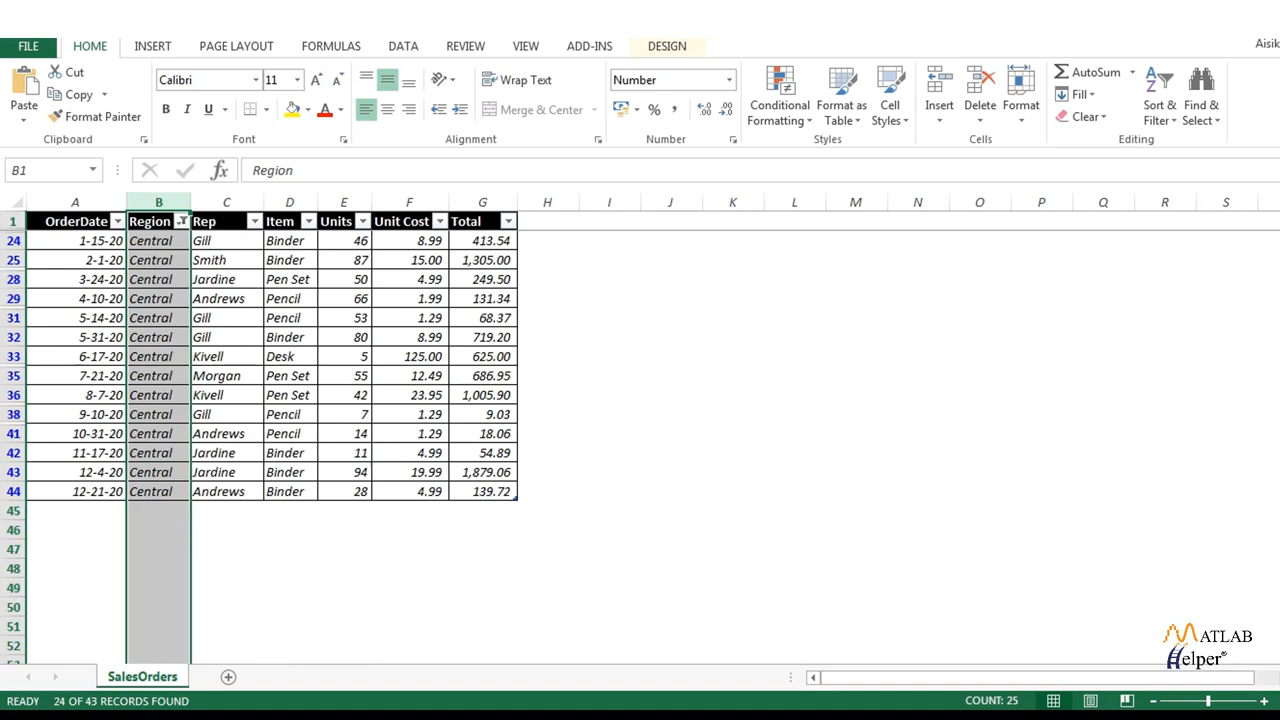 FILE HOME INSERT PAGE LAYOUT FORMULAS DATA REVIEW VIEW ADD-INS DESIGN Aisik
Paste
Cut
Copy
Format Painter
Clipboard
Calibri 11
B I U
Font
Wrap Text
Merge & Center
Alignment
Number
%
Number
Conditional Formatting
Format as Table
Cell Styles
Styles
Insert
Delete
Format
Cells
AutoSum
Fill
Clear
Sort & Filter
Find & Select
Editing
B1 fx Region
A B C D E F G H I J K L M N O P Q R S
1 OrderDate Region Rep Item Units Unit Cost Total
24 1-15-20 Central Gill Binder 46 8.99 413.54
25 2-1-20 Central Smith Binder 87 15.00 1,305.00
28 3-24-20 Central Jardine Pen Set 50 4.99 249.50
29 4-10-20 Central Andrews Pencil 66 1.99 131.34
31 5-14-20 Central Gill Pencil 53 1.29 68.37
32 5-31-20 Central Gill Binder 80 8.99 719.20
33 6-17-20 Central Kivell Desk 5 125.00 625.00
35 7-21-20 Central Morgan Pen Set 55 12.49 686.95
36 8-7-20 Central Kivell Pen Set 42 23.95 1,005.90
38 9-10-20 Central Gill Pencil 7 1.29 9.03
41 10-31-20 Central Andrews Pencil 14 1.29 18.06
42 11-17-20 Central Jardine Binder 11 4.99 54.89
43 12-4-20 Central Jardine Binder 94 19.99 1,879.06
44 12-21-20 Central Andrews Binder 28 4.99 139.72
45
46
47
48
49
50
51
52
MATLAB
Helper®
SalesOrders
READY 24 OF 43 RECORDS FOUND COUNT: 25